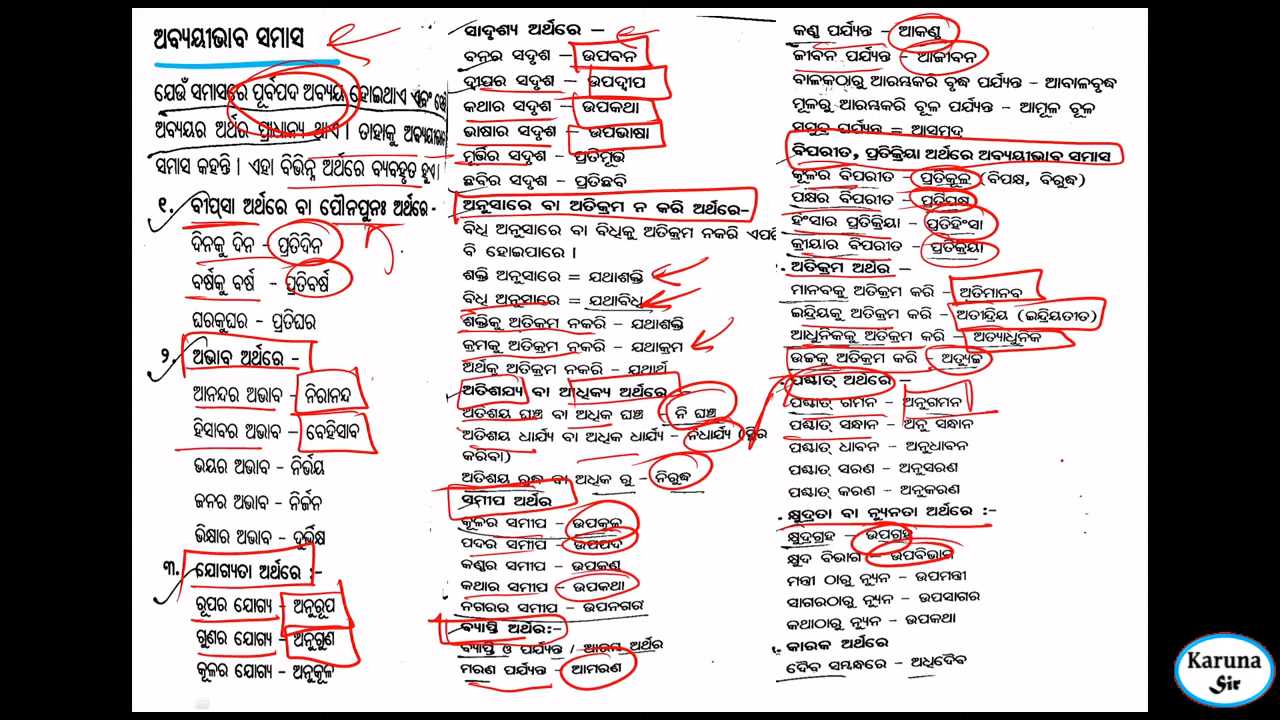 ଅବ୍ୟୟୀଭାବ ସମାସ
ଯେଉଁ ସମାସରେ ପୂର୍ବପଦ ଅବ୍ୟୟ ହୋଇଥାଏ ଏବଂ
ଅବ୍ୟୟର ଅର୍ଥର ପ୍ରାଧାନ୍ୟ ଥାଏ । ତାହାକୁ ଅବ୍ୟୟୀଭାବ
ସମାସ କହନ୍ତି । ଏହା ବିଭିନ୍ନ ଅର୍ଥରେ ବ୍ୟବହୃତ ହୁଏ ।
୧. ବୀପ୍‌ସା ଅର୍ଥରେ ବା ପୌନପୁନଃ ଅର୍ଥରେ -
ଦିନକୁ ଦିନ - ପ୍ରତିଦିନ
ବର୍ଷକୁ ବର୍ଷ - ପ୍ରତିବର୍ଷ
ଘରକୁଘର - ପ୍ରତିଘର
୨. ଅଭାବ ଅର୍ଥରେ -
ଆନନ୍ଦର ଅଭାବ - ନିରାନନ୍ଦ
ହିସାବର ଅଭାବ - ବେହିସାବ
ଭୟର ଅଭାବ - ନିର୍ଭୟ
ଜନର ଅଭାବ - ନିର୍ଜନ
ଭିକ୍ଷାର ଅଭାବ - ଦୁର୍ଭିକ୍ଷ
୩. ଯୋଗ୍ୟତା ଅର୍ଥରେ :-
ରୂପର ଯୋଗ୍ୟ - ଅନୁରୂପ
ଗୁଣର ଯୋଗ୍ୟ - ଅନୁଗୁଣ
କୂଳର ଯୋଗ୍ୟ - ଅନୁକୂଳ
ସାଦୃଶ୍ୟ ଅର୍ଥରେ -
ବନର ସଦୃଶ - ଉପବନ
ଦ୍ୱୀପର ସଦୃଶ - ଉପଦ୍ୱୀପ
କଥାର ସଦୃଶ - ଉପକଥା
ଭାଷାର ସଦୃଶ - ଉପଭାଷା
ମୂର୍ତ୍ତିର ସଦୃଶ - ପ୍ରତିମୂର୍ତ୍ତି
ଛବିର ସଦୃଶ - ପ୍ରତିଛବି
ଅନୁସାରେ ବା ଅତିକ୍ରମ ନ କରି ଅର୍ଥରେ-
ବିଧି ଅନୁସାରେ ବା ବିଧିକୁ ଅତିକ୍ରମ ନକରି
ବି ହୋଇପାରେ ।
ଶକ୍ତି ଅନୁସାରେ = ଯଥାଶକ୍ତି
ବିଧି ଅନୁସାରେ = ଯଥାବିଧି
ଶକ୍ତିକୁ ଅତିକ୍ରମ ନକରି - ଯଥାଶକ୍ତି
କ୍ରମକୁ ଅତିକ୍ରମ ନକରି - ଯଥାକ୍ରମ
ଅର୍ଥକୁ ଅତିକ୍ରମ ନକରି - ଯଥାର୍ଥ
ଅତିଶଯ୍ୟ ବା ଆଧିକ୍ୟ ଅର୍ଥରେ :-
ଅତିଶୟ ଘଞ୍ଚ ବା ଅଧିକ ଘଞ୍ଚ - ନି ଘଞ୍ଚ
ଅତିଶୟ ଧାର୍ଯ୍ୟ ବା ଅଧିକ ଧାର୍ଯ୍ୟ - ନିଧାର୍ଯ୍ୟ (ସ୍ଥିର
କରିବା)
ଅତିଶୟ ରୁଦ୍ଧ ବା ଅଧିକ ରୁ - ନିରୁଦ୍ଧ
ସମୀପ ଅର୍ଥର
କୂଳର ସମୀପ - ଉପକୂଳ
ପଦର ସମୀପ - ଉପପଦ
କଣ୍ଠର ସମୀପ - ଉପକଣ୍ଠ
କଥାର ସମୀପ - ଉପକଥା
ନଗରର ସମୀପ - ଉପନଗର
ବ୍ୟାପ୍ତି ଅର୍ଥର:-
ବ୍ୟାପ୍ତି ଓ ପର୍ଯ୍ୟନ୍ତ / ଆରମ୍ଭ ଅର୍ଥର
ମରଣ ପର୍ଯ୍ୟନ୍ତ - ଆମରଣ
କଣ୍ଠ ପର୍ଯ୍ୟନ୍ତ - ଆକଣ୍ଠ
ଜୀବନ ପର୍ଯ୍ୟନ୍ତ - ଆଜୀବନ
ବାଳକଠାରୁ ଆରମ୍ଭକରି ବୃଦ୍ଧ ପର୍ଯ୍ୟନ୍ତ - ଆବାଳବୃଦ୍ଧ
ମୂଳରୁ ଆରମ୍ଭକରି ଚୂଳ ପର୍ଯ୍ୟନ୍ତ - ଆମୂଳ ଚୂଳ
ସମୁଦ୍ର ପର୍ଯ୍ୟନ୍ତ = ଆସମୁଦ୍ର
ବିପରୀତ, ପ୍ରତିକ୍ରିୟା ଅର୍ଥରେ ଅବ୍ୟୟୀଭାବ ସମାସ
କୂଳର ବିପରୀତ - ପ୍ରତିକୂଳ (ବିପକ୍ଷ, ବିରୁଦ୍ଧ)
ପକ୍ଷର ବିପରୀତ - ପ୍ରତିପକ୍ଷ
ହିଂସାର ପ୍ରତିକ୍ରିୟା - ପ୍ରତିହିଂସା
କ୍ରୀୟାର ବିପରୀତ - ପ୍ରତିକ୍ରିୟା
ଅତିକ୍ରମ ଅର୍ଥର -
ମାନବକୁ ଅତିକ୍ରମ କରି - ଅତିମାନବ
ଇନ୍ଦ୍ରିୟକୁ ଅତିକ୍ରମ କରି - ଅତୀନ୍ଦ୍ରିୟ (ଇନ୍ଦ୍ରିୟତୀତ)
ଆଧୁନିକକୁ ଅତିକ୍ରମ କରି - ଅତ୍ୟାଧୁନିକ
ଉଚ୍ଚକୁ ଅତିକ୍ରମ କରି - ଅତ୍ୟୁଚ୍ଚ
ପଶ୍ଚାତ୍ ଅର୍ଥରେ -
ପଶ୍ଚାତ୍ ଗମନ - ଅନୁଗମନ
ପଶ୍ଚାତ୍ ସନ୍ଧାନ - ଅନୁ ସନ୍ଧାନ
ପଶ୍ଚାତ୍ ଧାବନ - ଅନୁଧାବନ
ପଶ୍ଚାତ୍ ସରଣ - ଅନୁସରଣ
ପଶ୍ଚାତ୍ କରଣ - ଅନୁକରଣ
କ୍ଷୁଦ୍ରତା ବା ନ୍ୟୂନତା ଅର୍ଥରେ :-
କ୍ଷୁଦ୍ରଗ୍ରହ - ଉପଗ୍ରହ
କ୍ଷୁଦ ବିଭାଗ - ଉପବିଭାଗ
ମନ୍ତ୍ରୀ ଠାରୁ ନ୍ୟୂନ - ଉପମନ୍ତ୍ରୀ
ସାଗରଠାରୁ ନ୍ୟୂନ - ଉପସାଗର
କଥାଠାରୁ ନ୍ୟୂନ - ଉପକଥା
କାରକ ଅର୍ଥରେ
ଦୈବ ସମ୍ବନ୍ଧରେ - ଅଧିଦୈବ
Karuna
Sir